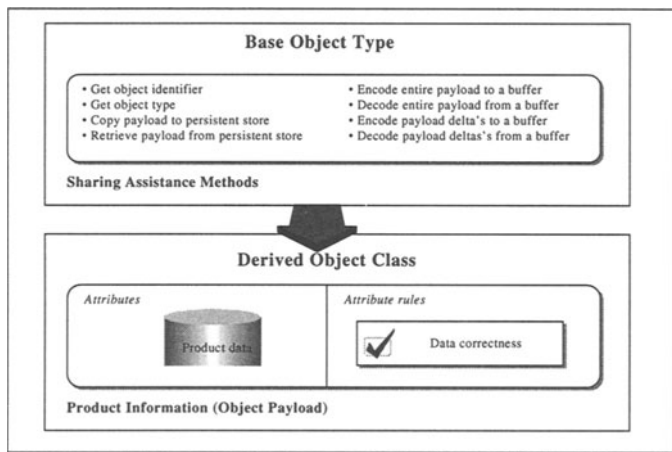 Base Object Type
• Get object identifier
• Get object type
• Copy payload to persistent store
• Retrieve payload from persistent store
• Encode entire payload to a buffer
• Decode entire payload from a buffer
• Encode payload delta's to a buffer
• Decode payload deltas's from a buffer
Sharing Assistance Methods
Derived Object Class
Attributes
Product data
Attribute rules
Data correctness
Product Information (Object Payload)